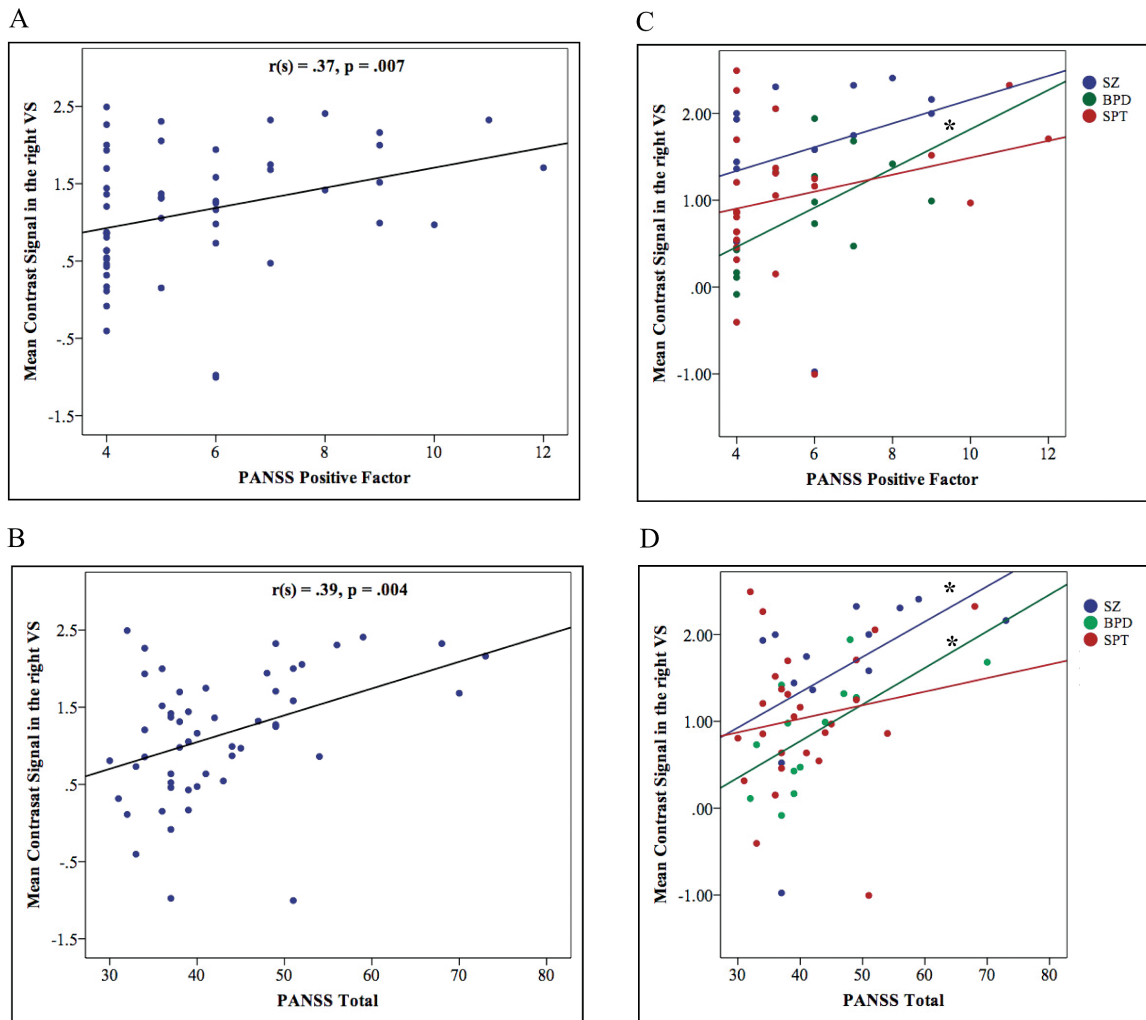 A
r(s) = .37, p = .007
Mean Contrast Signal in the right VS
2.5
1.5
.5
-.5
-1.5
4 6 8 10 12
PANSS Positive Factor
B
r(s) = .39, p = .004
Mean Contrasat Signal in the right VS
2.5
1.5
.5
-.5
-1.5
30 40 50 60 70 80
PANSS Total
C
SZ
BPD
SPT
*
Mean Contrast Signal in the right VS
2.00
1.00
.00
-1.00
4 6 8 10 12
PANSS Positive Factor
D
SZ
BPD
SPT
*
*
Mean Contrast Signal in the right VS
2.00
1.00
.00
-1.00
30 40 50 60 70 80
PANSS Total